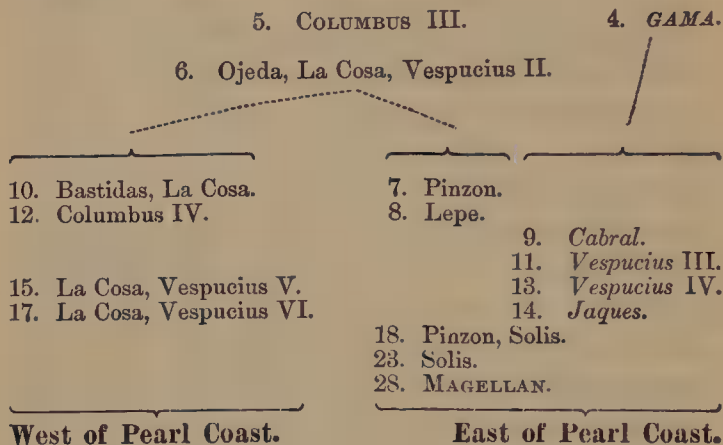 5. COLUMBUS III.
4. GAMA.
6. Ojeda, La Cosa, Vespucius II.
10. Bastidas, La Cosa.
12. Columbus IV.
15. La Cosa, Vespucius V.
17. La Cosa, Vespucius VI.
7. Pinzon.
8. Lepe.
9. Cabral.
11. Vespucius III.
13. Vespucius IV.
14. Jaques.
18. Pinzon, Solis.
23. Solis.
28. MAGELLAN.
West of Pearl Coast.
East of Pearl Coast.